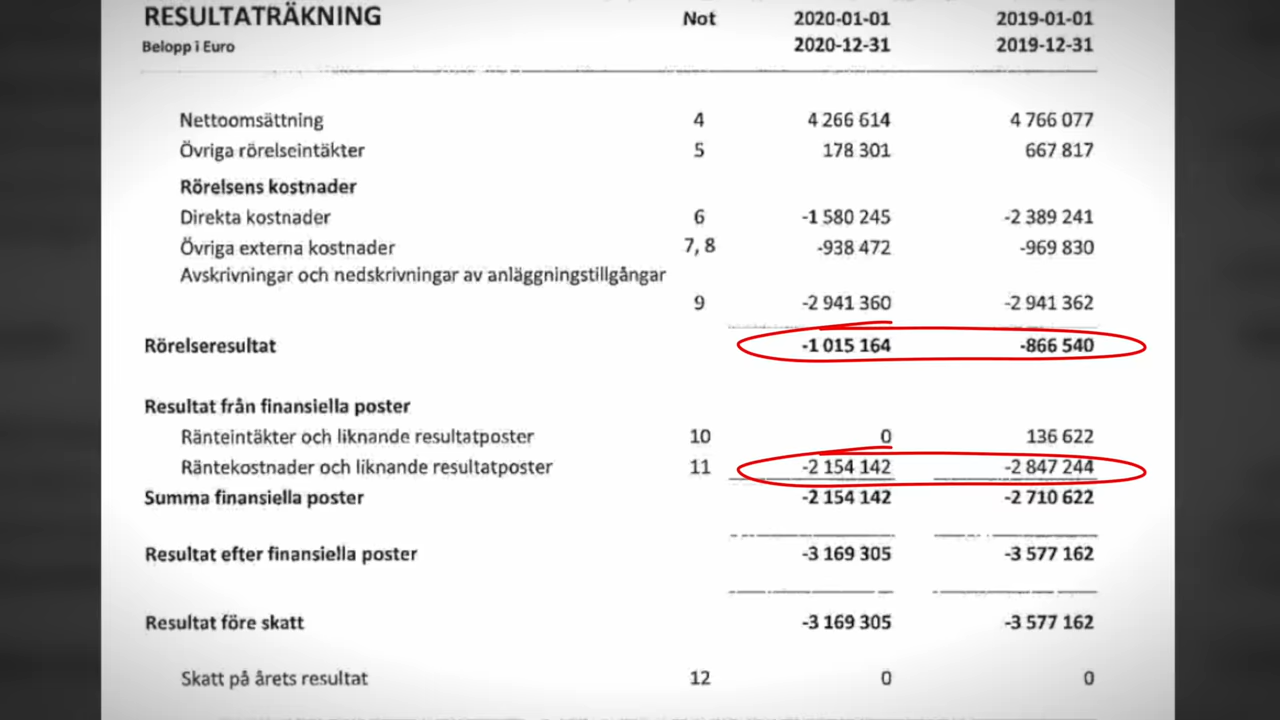 RESULTATRÄKNING Not 2020-01-01 2019-01-01
Belopp i Euro 2020-12-31 2019-12-31
Nettoomsättning 4 4 266 614 4 766 077
Övriga rörelseintäkter 5 178 301 667 817
Rörelsens kostnader
Direkta kostnader 6 -1 580 245 -2 389 241
Övriga externa kostnader 7, 8 -938 472 -969 830
Avskrivningar och nedskrivningar av anläggningstillgångar
9 -2 941 360 -2 941 362
Rörelseresultat -1 015 164 -866 540
Resultat från finansiella poster
Ränteintäkter och liknande resultatposter 10 0 136 622
Räntekostnader och liknande resultatposter 11 -2 154 142 -2 847 244
Summa finansiella poster -2 154 142 -2 710 622
Resultat efter finansiella poster -3 169 305 -3 577 162
Resultat före skatt -3 169 305 -3 577 162
Skatt på årets resultat 12 0 0